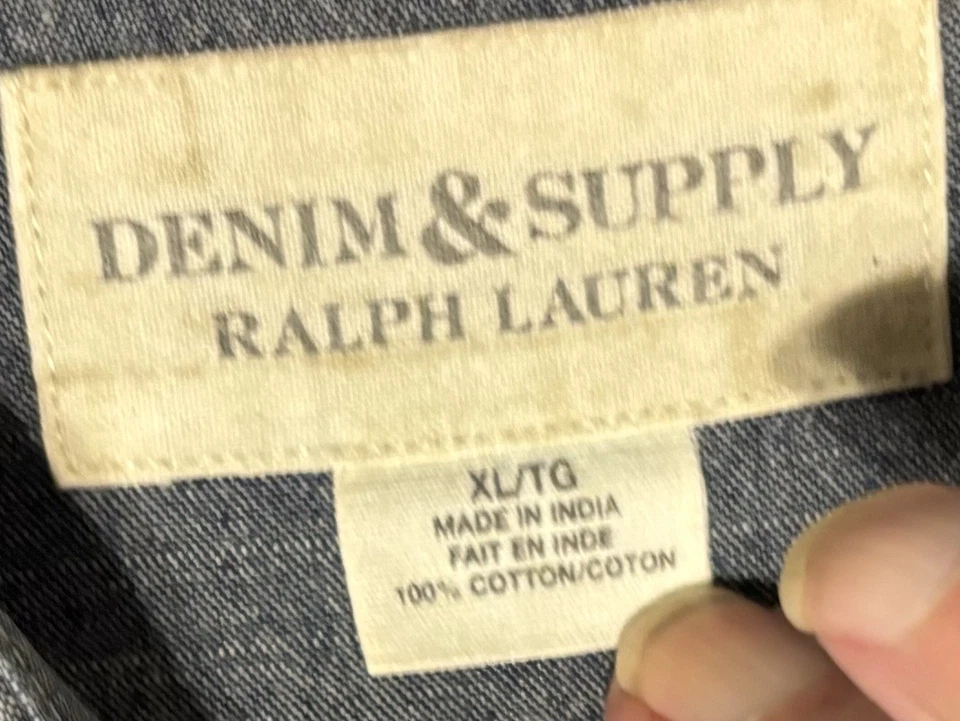 DENIM & SUPPLY
RALPH LAUREN
XL/TG
MADE IN INDIA
FAIT EN INDE
100% COTTON/COTON